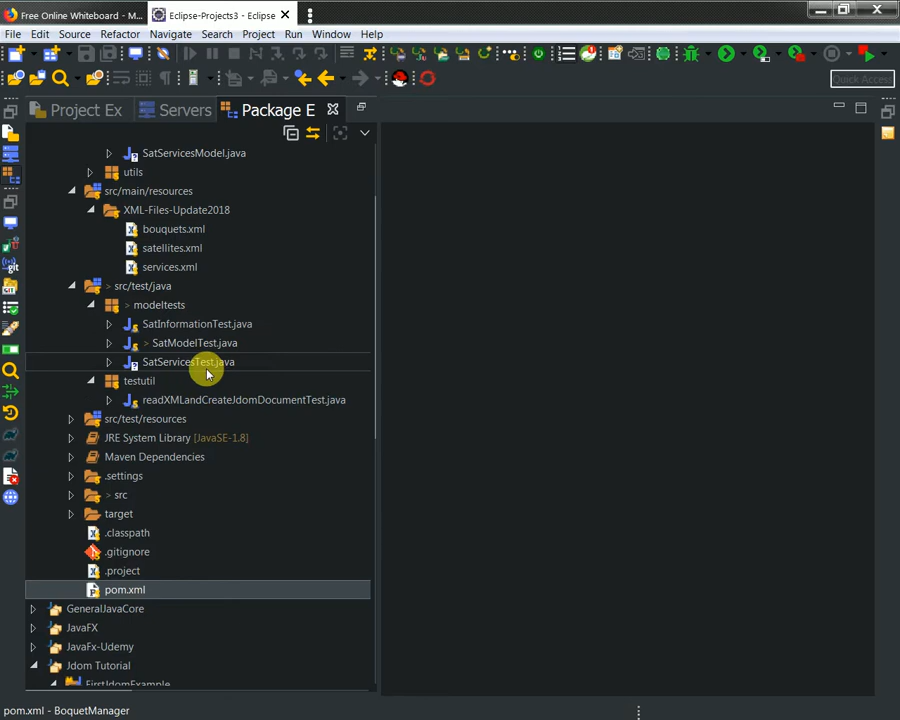 Free Online Whiteboard - M...
Eclipse-Projects3 - Eclipse
File Edit Source Refactor Navigate Search Project Run Window Help
Quick Access
Project Ex
Servers
Package E
SatServicesModel.java
utils
src/main/resources
XML-Files-Update2018
bouquets.xml
satellites.xml
services.xml
> src/test/java
> modeltests
SatInformationTest.java
> SatModelTest.java
SatServicesTest.java
testutil
readXMLandCreateJdomDocumentTest.java
src/test/resources
JRE System Library [JavaSE-1.8]
Maven Dependencies
.settings
> src
target
.classpath
.gitignore
.project
pom.xml
GeneralJavaCore
JavaFX
JavaFx-Udemy
Jdom Tutorial
FirstJdomExample
pom.xml - BoquetManager